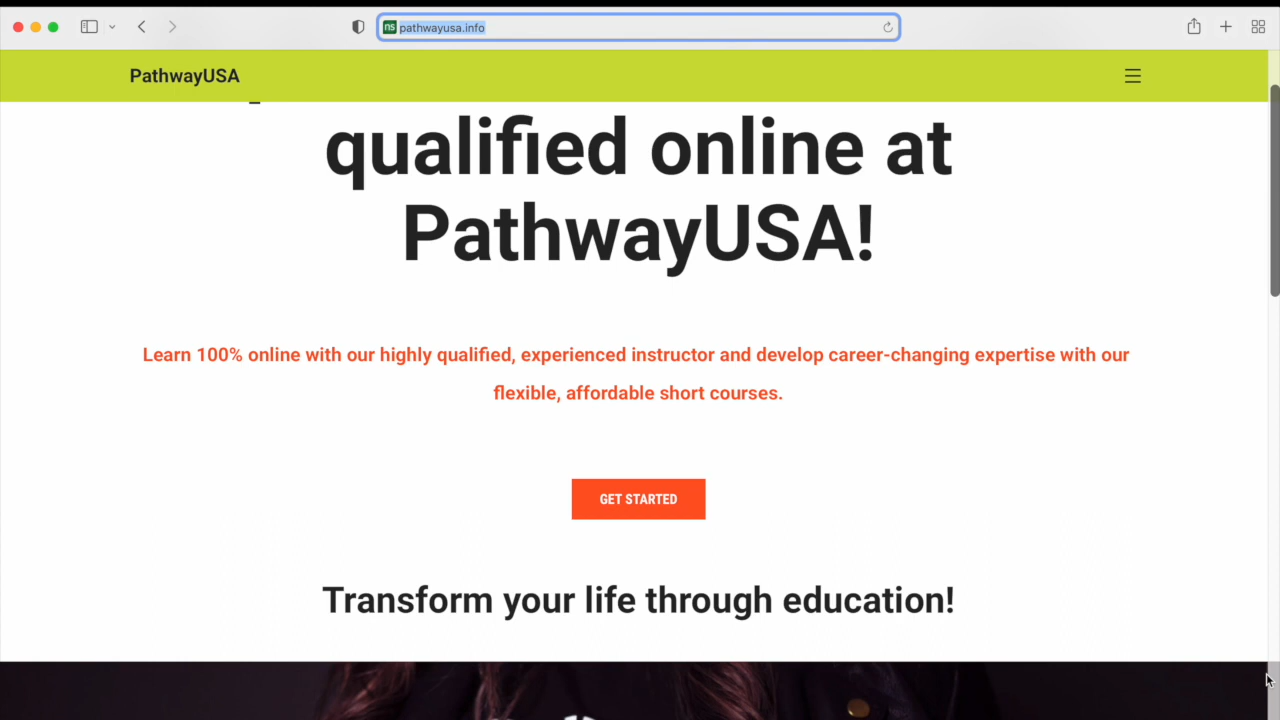 ns pathwayusa.info
PathwayUSA
qualified online at
PathwayUSA!
Learn 100% online with our highly qualified, experienced instructor and develop career-changing expertise with our
flexible, affordable short courses.
GET STARTED
Transform your life through education!